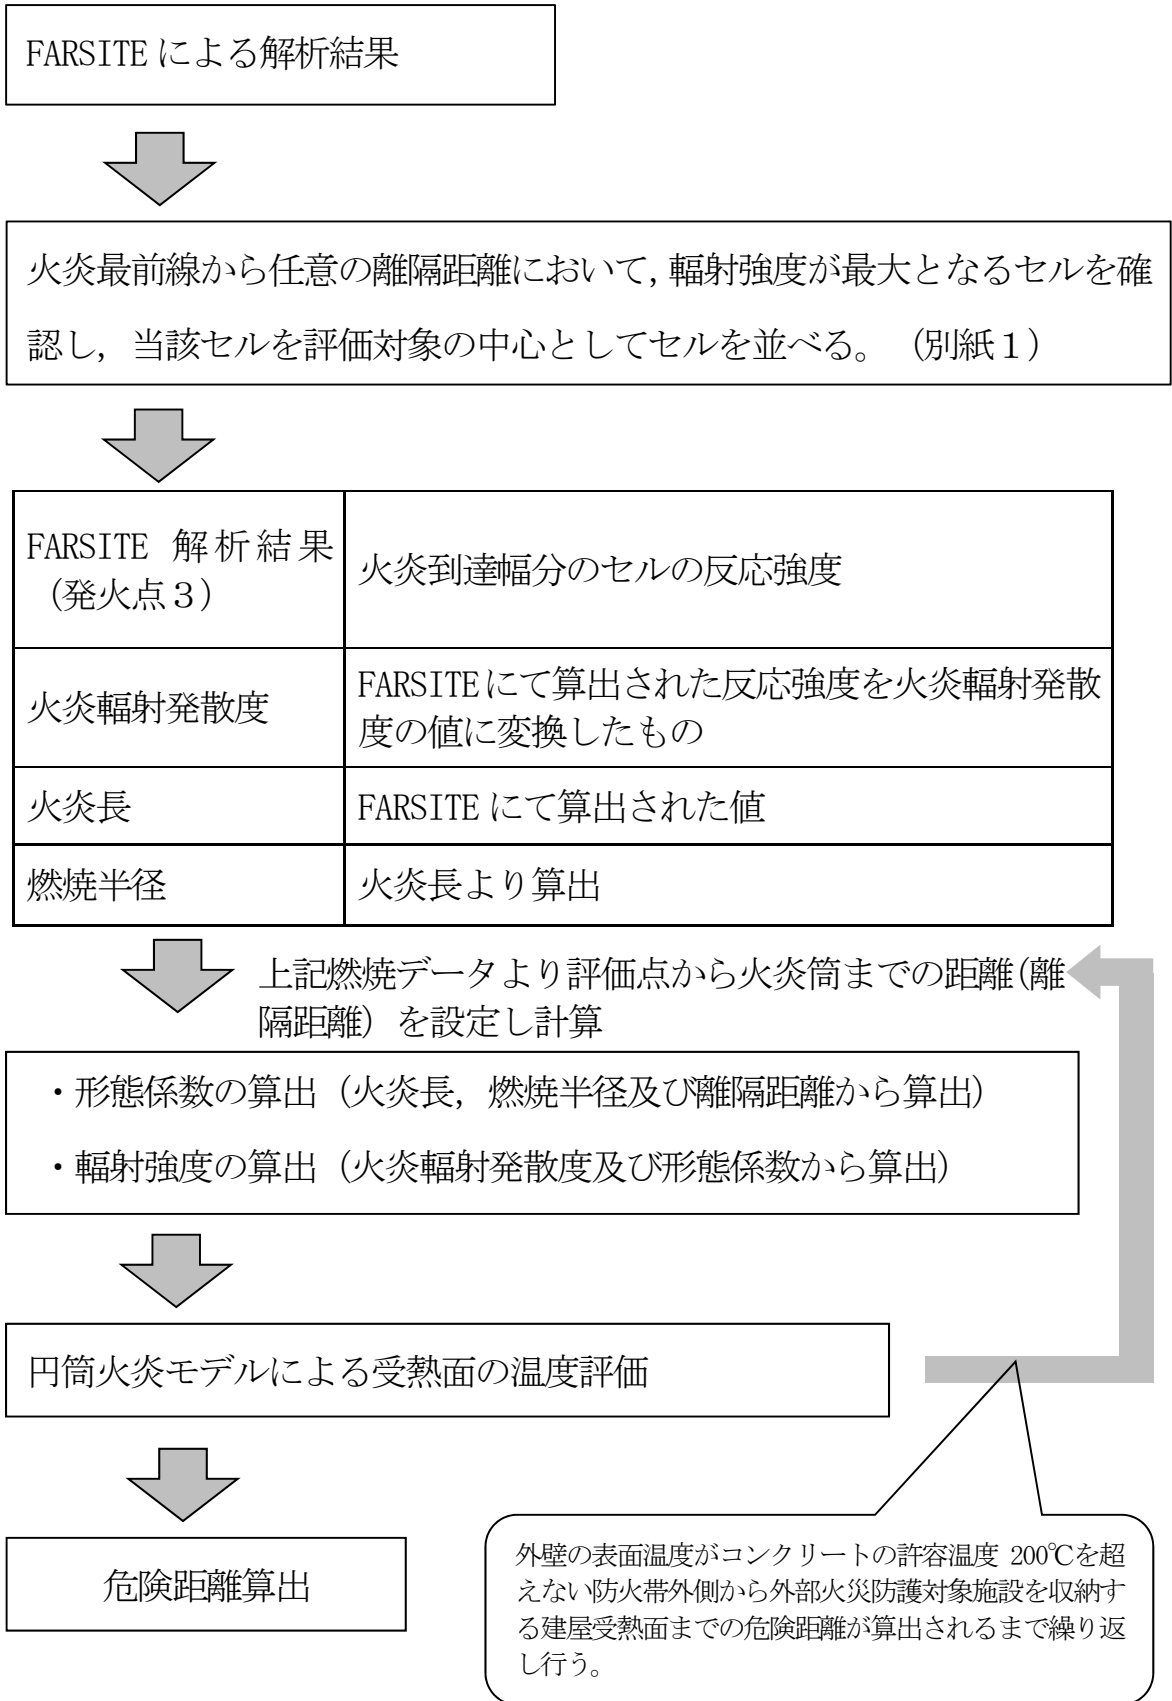 FARSITE による解析結果
火炎最前線から任意の離隔距離において,輻射強度が最大となるセルを確
認し，当該セルを評価対象の中心としてセルを並べる。（別紙１）
FARSITE 解析結果
（発火点３）
火炎到達幅分のセルの反応強度
火炎輻射発散度
FARSITEにて算出された反応強度を火炎輻射発散
度の値に変換したもの
火炎長
FARSITE にて算出された値
燃焼半径
火炎長より算出
上記燃焼データより評価点から火炎筒までの距離(離
隔距離）を設定し計算
・形態係数の算出（火炎長，燃焼半径及び離隔距離から算出）
・輻射強度の算出（火炎輻射発散度及び形態係数から算出）
円筒火炎モデルによる受熱面の温度評価
危険距離算出
外壁の表面温度がコンクリートの許容温度 200℃を超
えない防火帯外側から外部火災防護対象施設を収納す
る建屋受熱面までの危険距離が算出されるまで繰り返
し行う。